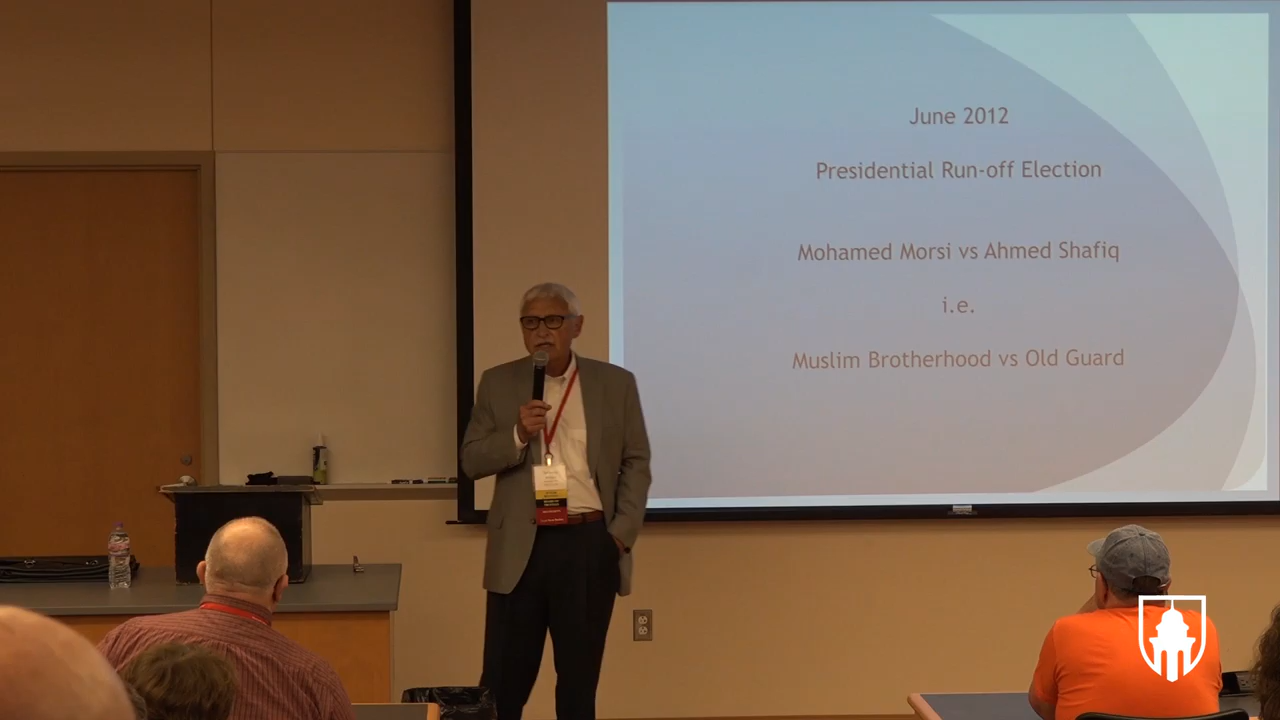 June 2012
Presidential Run-off Election
Mohamed Morsi vs Ahmed Shafiq
i.e.
Muslim Brotherhood vs Old Guard